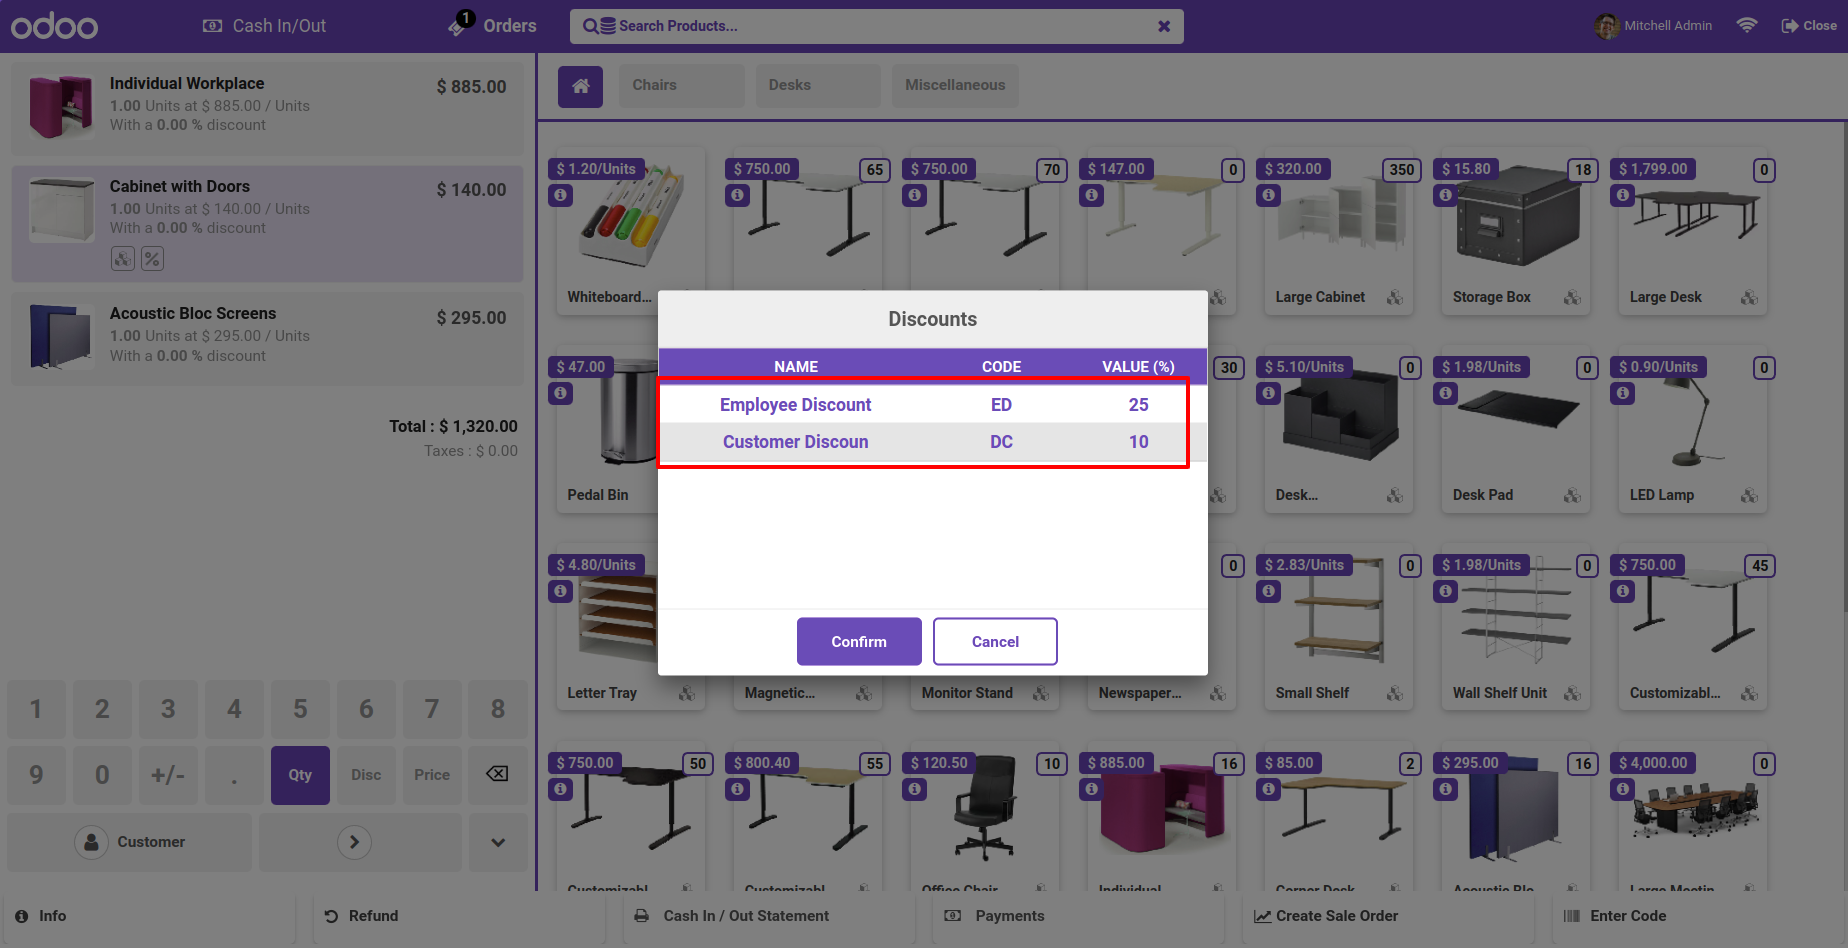 odoo
Cash In/Out
1
Orders
Search Products...
Mitchell Admin
Close
Individual Workplace
$ 885.00
1.00 Units at $ 885.00 / Units
With a 0.00 % discount
Cabinet with Doors
$ 140.00
1.00 Units at $ 140.00 / Units
With a 0.00 % discount
Acoustic Bloc Screens
$ 295.00
1.00 Units at $ 295.00 / Units
With a 0.00 % discount
Total : $ 1,320.00
Taxes : $ 0.00
1 2 3 4 5 6 7 8
9 0 +/- . Qty Disc Price
Customer
Chairs
Desks
Miscellaneous
$ 1.20/Units
Whiteboard...
$ 750.00
65
$ 750.00
70
$ 147.00
0
$ 320.00
350
Large Cabinet
$ 15.80
18
Storage Box
$ 1,799.00
0
Large Desk
$ 47.00
Pedal Bin
30
$ 5.10/Units
0
Desk...
$ 1.98/Units
0
Desk Pad
$ 0.90/Units
0
LED Lamp
Discounts
NAME CODE VALUE (%)
Employee Discount ED 25
Customer Discoun DC 10
Confirm
Cancel
$ 4.80/Units
Letter Tray
Magnetic...
Monitor Stand
0
Newspaper...
$ 2.83/Units
0
Small Shelf
$ 1.98/Units
0
Wall Shelf Unit
$ 750.00
45
Customizabl...
$ 750.00
50
Customizabl
$ 800.40
55
Customizabl
$ 120.50
10
Office Chair
$ 885.00
16
Individual
$ 85.00
2
Corner Desk
$ 295.00
16
Acoustic Blo
$ 4,000.00
0
Large Meetin
Info
Refund
Cash In / Out Statement
Payments
Create Sale Order
Enter Code